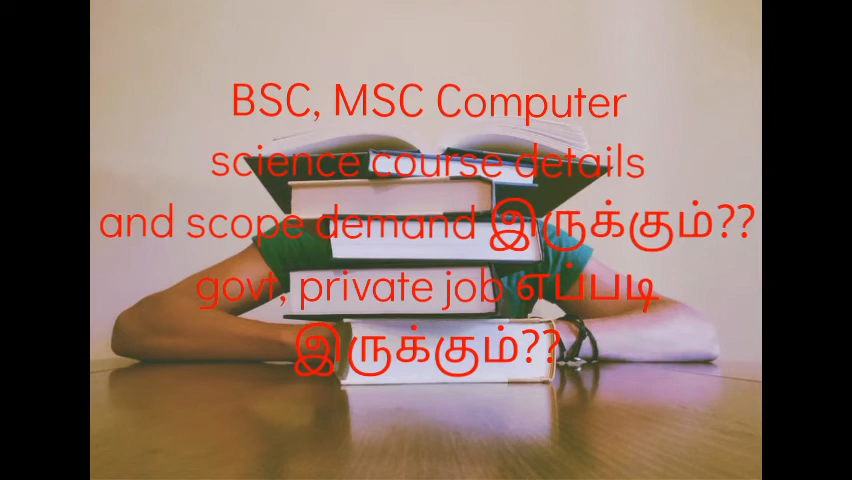 BSC, MSC Computer
science course details
and scope demand இருக்கும்??
govt, private job எப்படி
இருக்கும்??